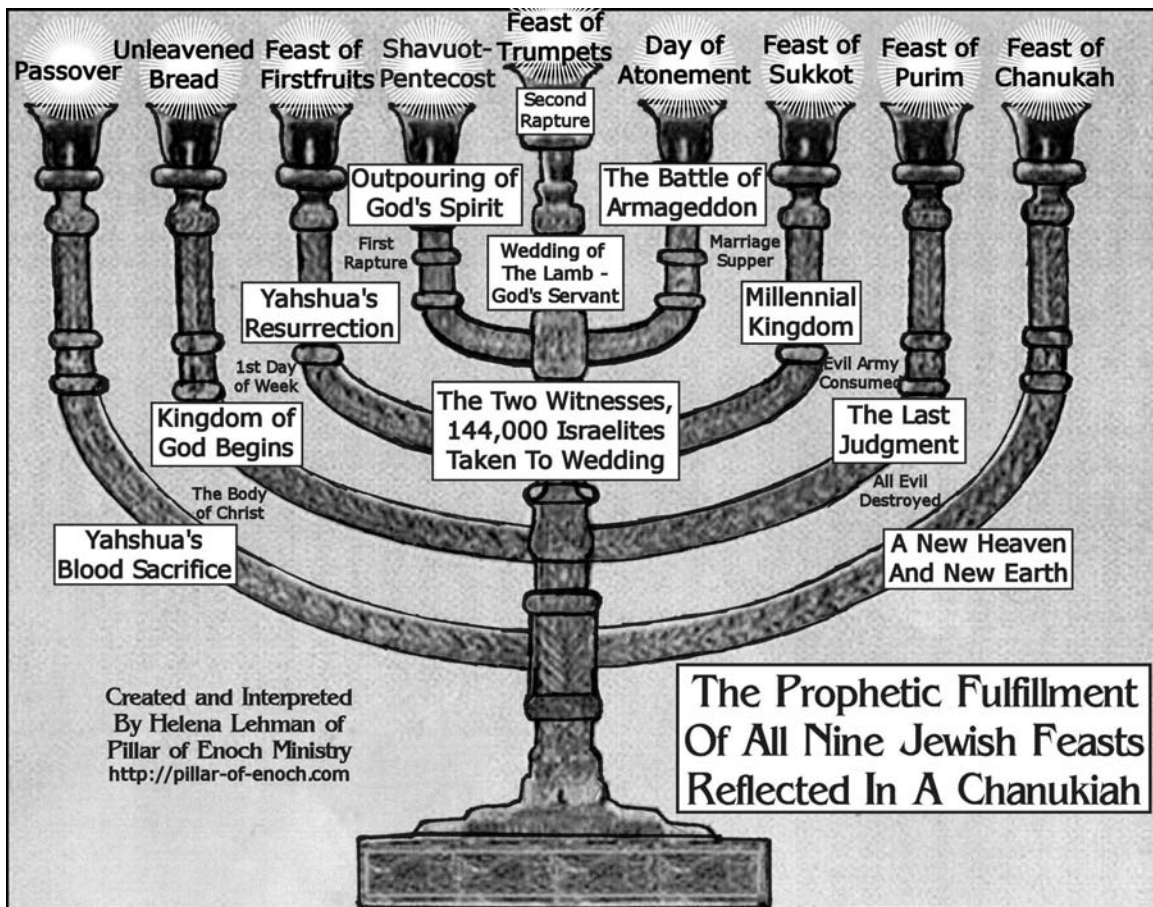 Passover
Unleavened
Bread
Feast of
Firstfruits
Shavuot-
Pentecost
Feast of
Trumpets
Day of
Atonement
Feast of
Sukkot
Feast of
Purim
Feast of
Chanukah
Second
Rapture
Outpouring of
God's Spirit
The Battle of
Armageddon
First
Rapture
Wedding of
The Lamb -
God's Servant
Marriage
Supper
Yahshua's
Resurrection
Millennial
Kingdom
1st Day
of Week
Evil Army
Consumed
Kingdom of
God Begins
The Two Witnesses,
144,000 Israelites
Taken To Wedding
The Last
Judgment
The Body
of Christ
All Evil
Destroyed
Yahshua's
Blood Sacrifice
A New Heaven
And New Earth
Created and Interpreted
By Helena Lehman of
Pillar of Enoch Ministry
http://pillar-of-enoch.com
The Prophetic Fulfillment
Of All Nine Jewish Feasts
Reflected In A Chanukiah